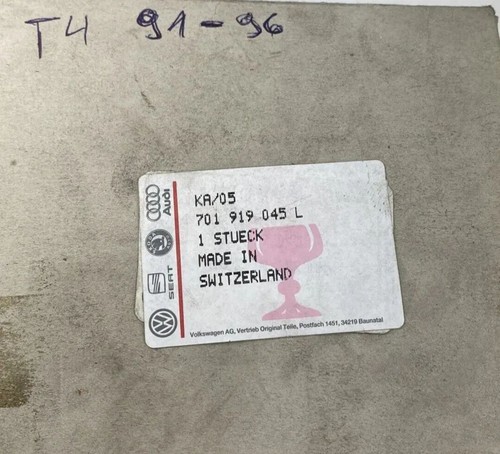 T4 91-96
KA/05
701 919 045 L
1 STUECK
MADE IN
SWITZERLAND
Audi
SEAT
Volkswagen AG, Vertrieb Original Teile, Postfach 1451, 34219 Baunatal